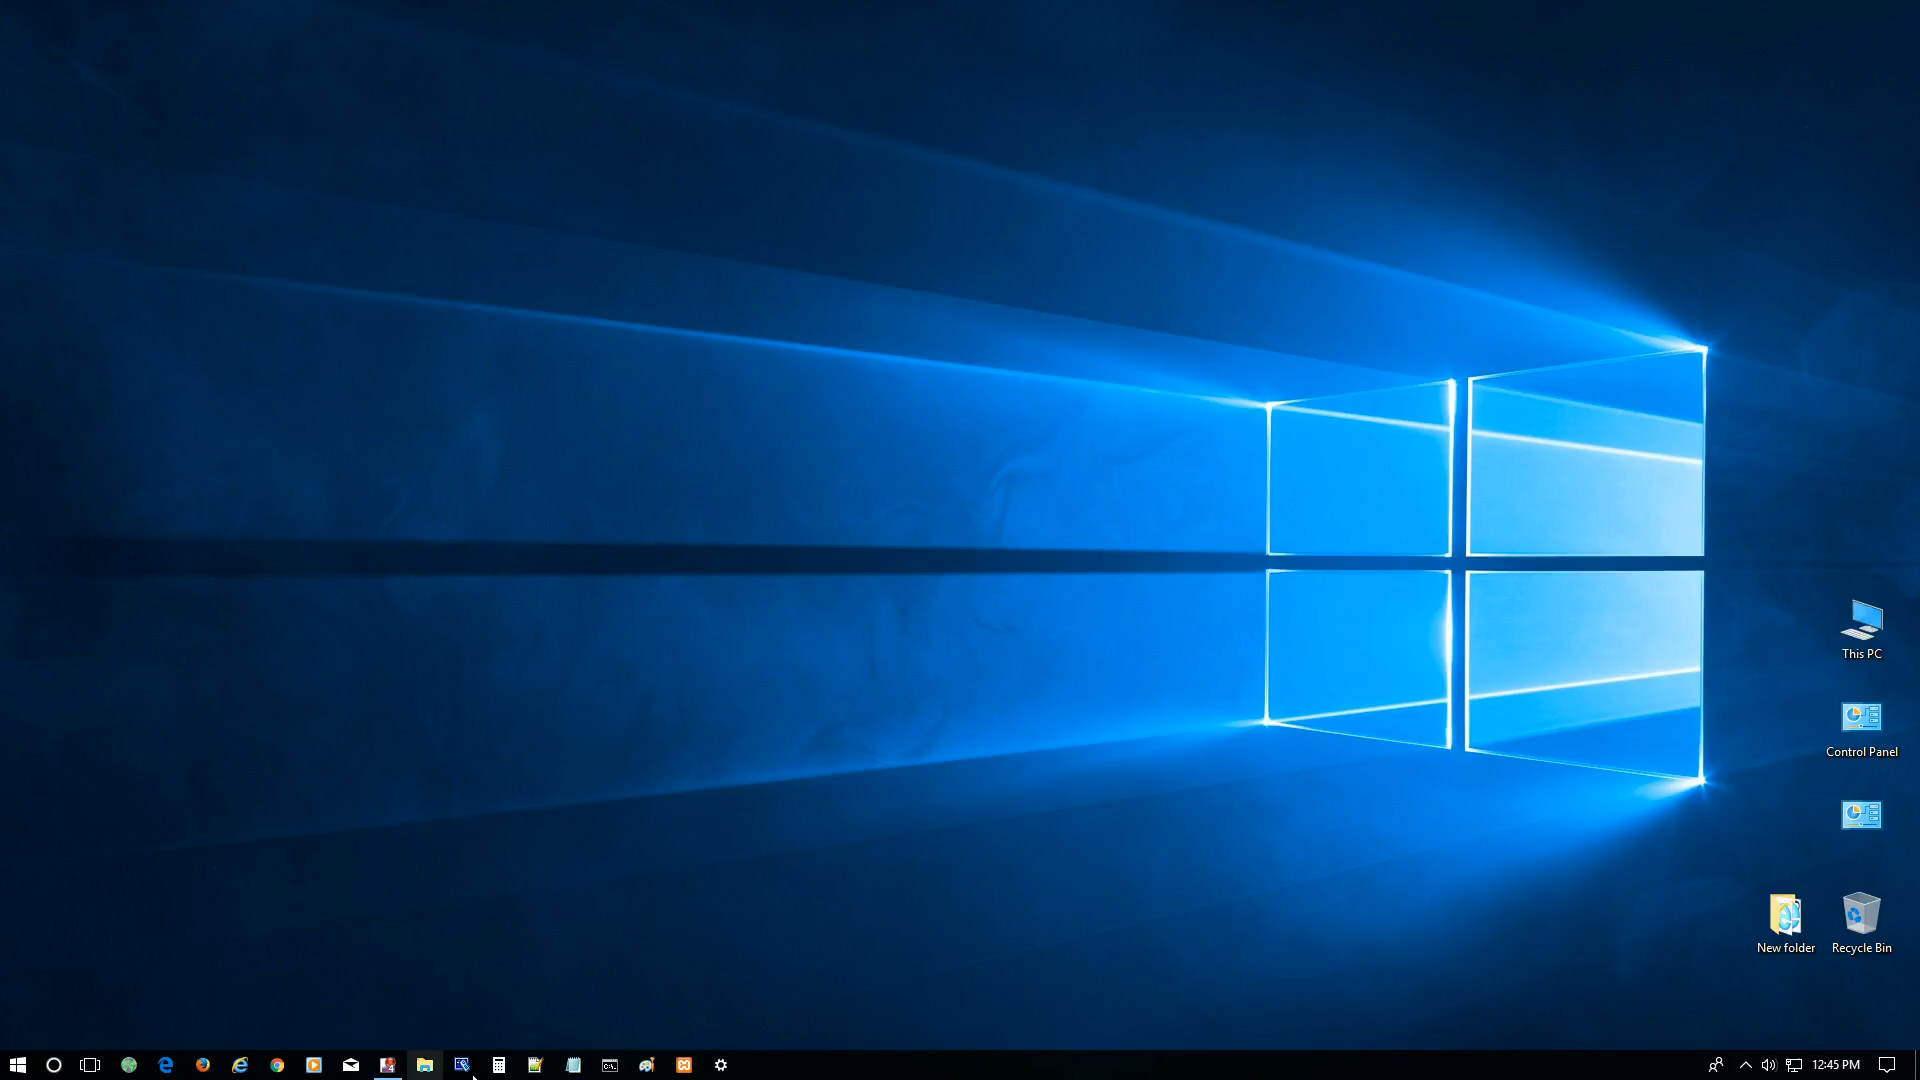 This PC
Control Panel
New folder
Recycle Bin
12:45 PM